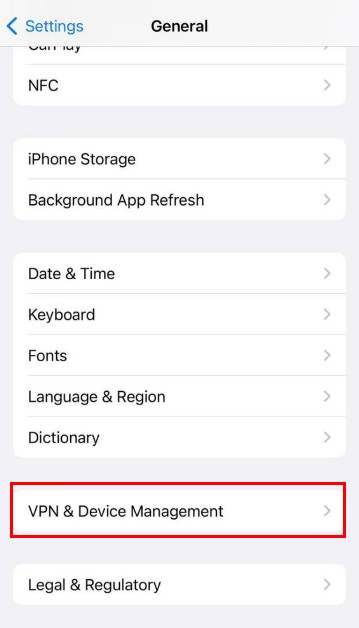 Settings
General
CarPlay
NFC
iPhone Storage
Background App Refresh
Date & Time
Keyboard
Fonts
Language & Region
Dictionary
VPN & Device Management
Legal & Regulatory